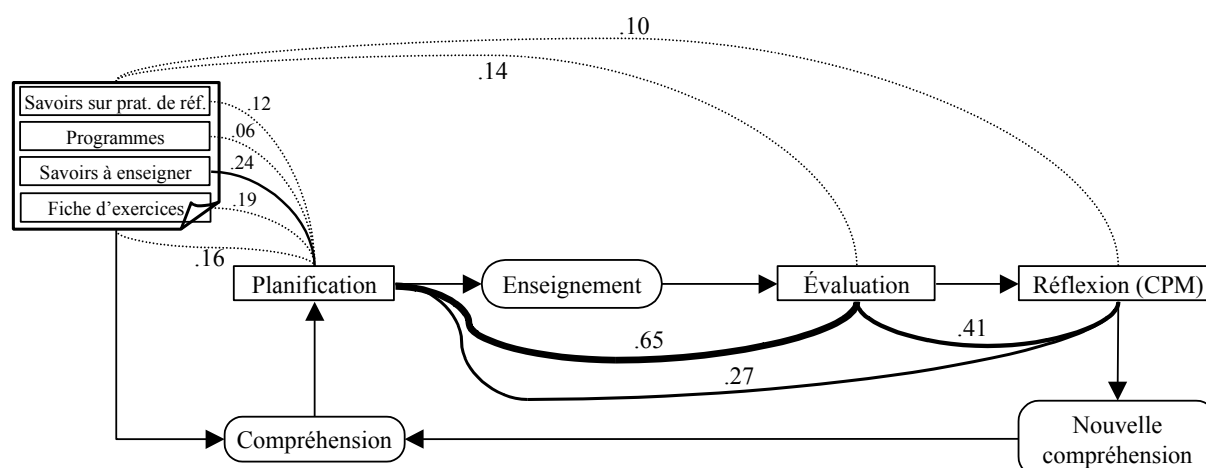 .10
.14
Savoirs sur prat. de réf.
.12
Programmes
.06
Savoirs à enseigner
.24
Fiche d’exercices
.19
.16
Planification
Enseignement
Évaluation
Réflexion (CPM)
.65
.41
.27
Compréhension
Nouvelle
compréhension